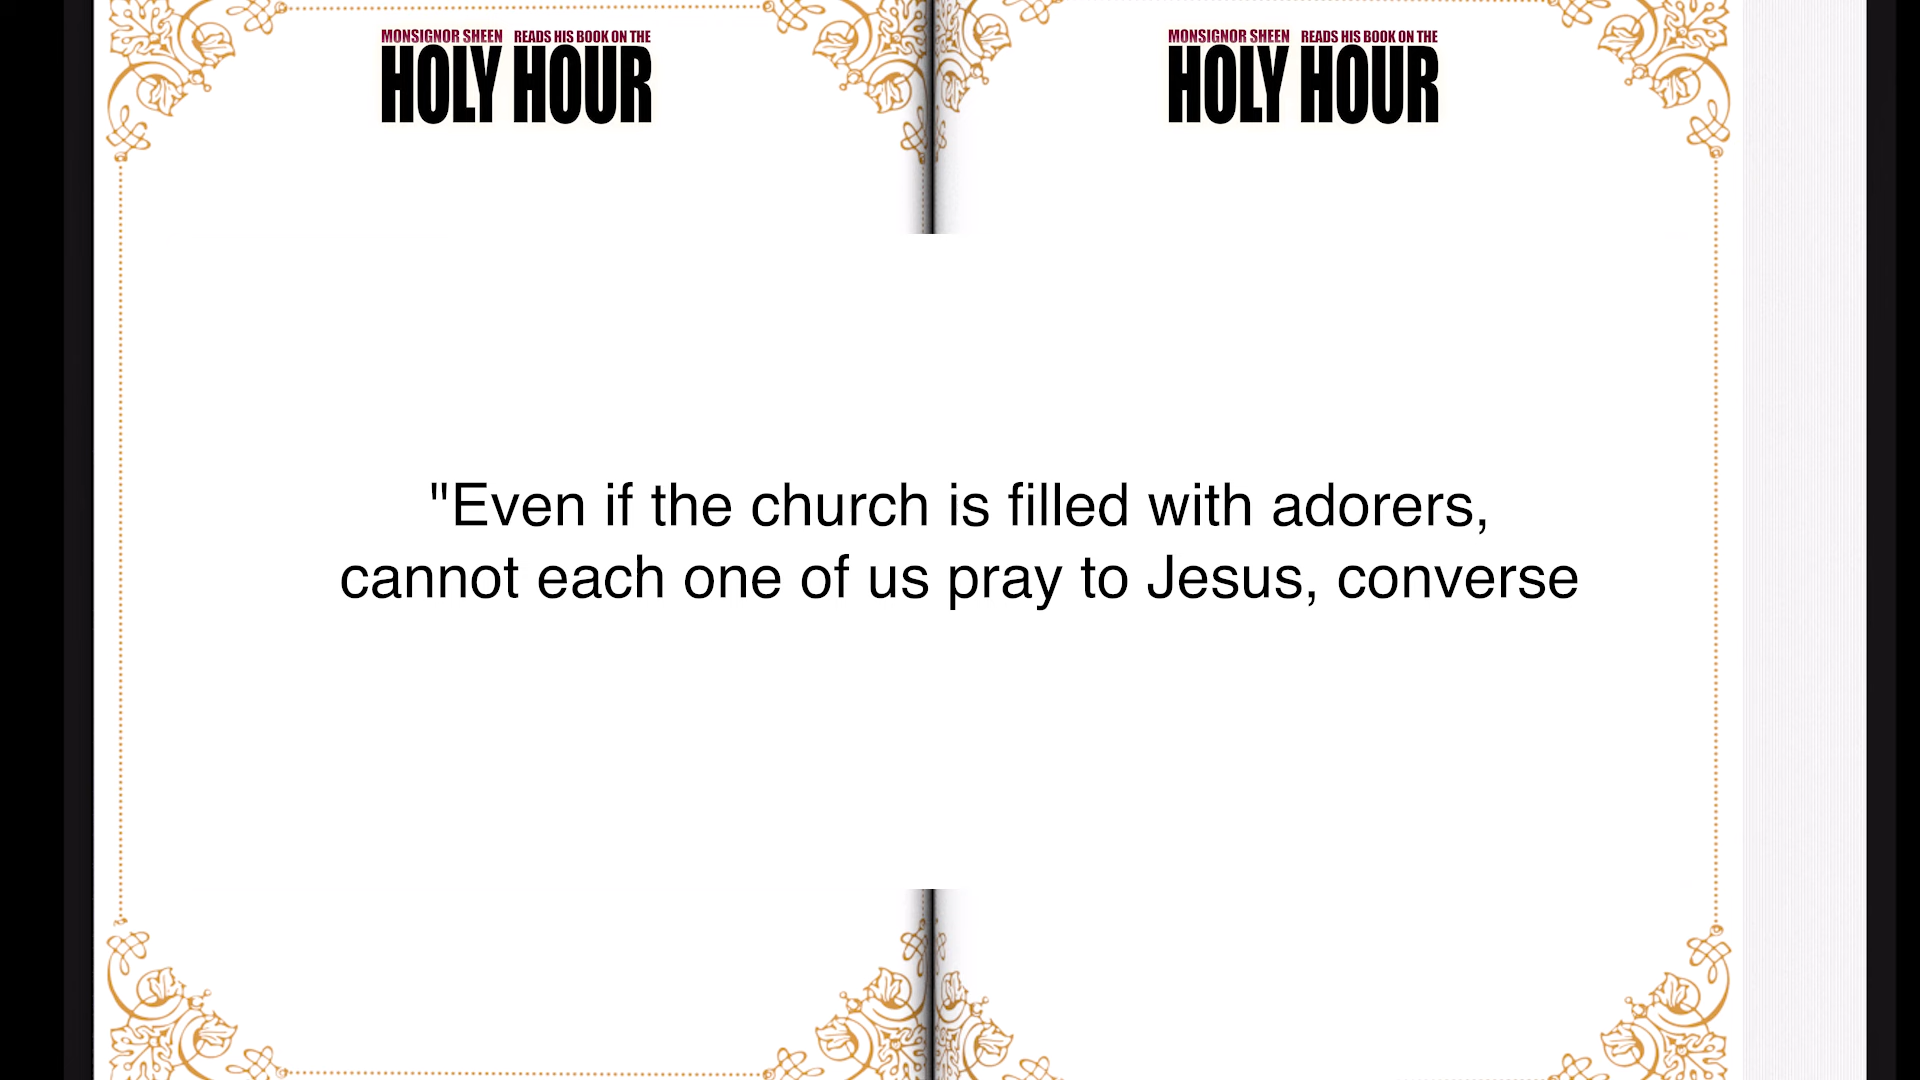 MONSIGNOR SHEEN READS HIS BOOK ON THE
HOLY HOUR
MONSIGNOR SHEEN READS HIS BOOK ON THE
HOLY HOUR
"Even if the church is filled with adorers,
cannot each one of us pray to Jesus, converse